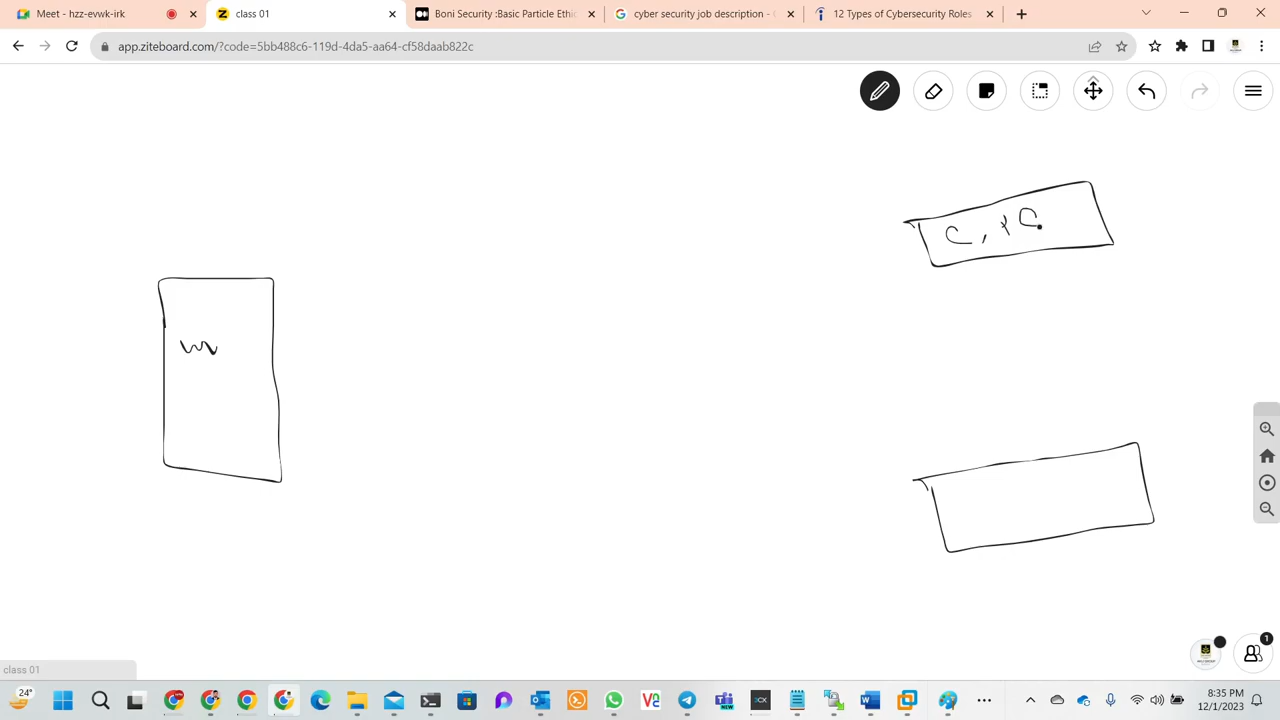 Meet - hzz-evwk-irk
class 01
Boni Security :Basic Particle Ethic
cyber security job description - G
12 Types of Cybersecurity Roles
app.ziteboard.com/?code=5bb488c6-119d-4da5-aa64-cf58daab822c
class 01
1
24°
NEW
8:35 PM
12/1/2023